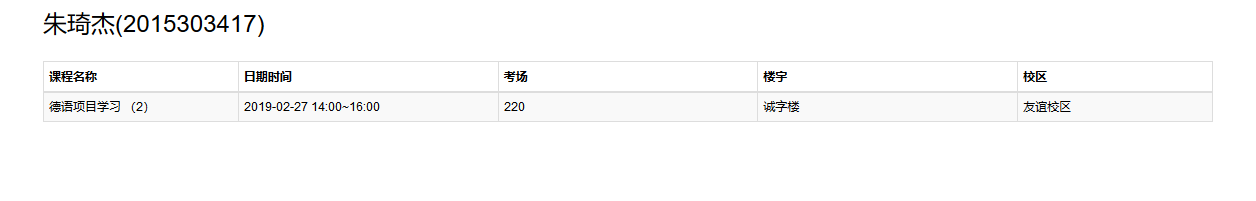 朱琦杰(2015303417)
课程名称 日期时间 考场 楼宇 校区
德语项目学习 （2） 2019-02-27 14:00~16:00 220 诚字楼 友谊校区